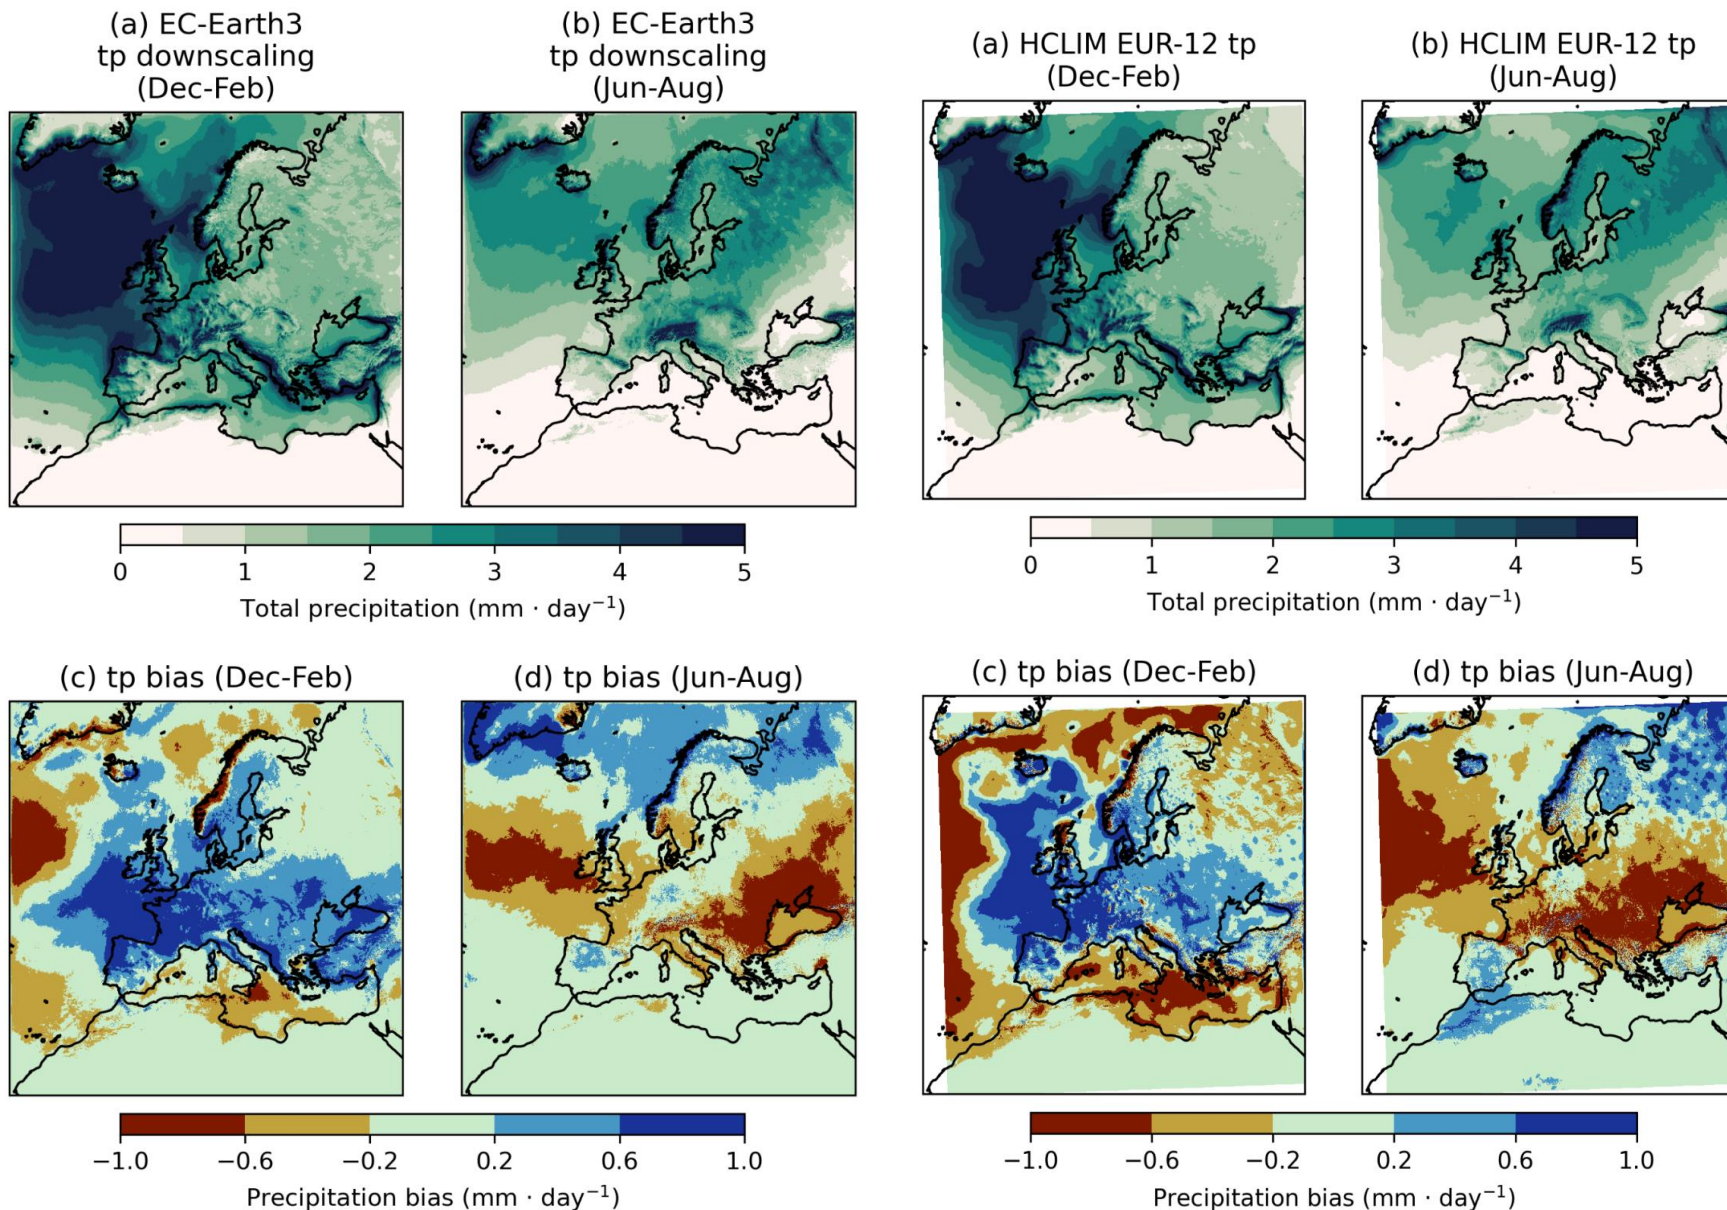 (a) EC-Earth3
tp downscaling
(Dec-Feb)
(b) EC-Earth3
tp downscaling
(Jun-Aug)
(a) HCLIM EUR-12 tp
(Dec-Feb)
(b) HCLIM EUR-12 tp
(Jun-Aug)
0 1 2 3 4 5
Total precipitation (mm · day⁻¹)
0 1 2 3 4 5
Total precipitation (mm · day⁻¹)
(c) tp bias (Dec-Feb)
(d) tp bias (Jun-Aug)
(c) tp bias (Dec-Feb)
(d) tp bias (Jun-Aug)
−1.0 −0.6 −0.2 0.2 0.6 1.0
Precipitation bias (mm · day⁻¹)
−1.0 −0.6 −0.2 0.2 0.6 1.0
Precipitation bias (mm · day⁻¹)